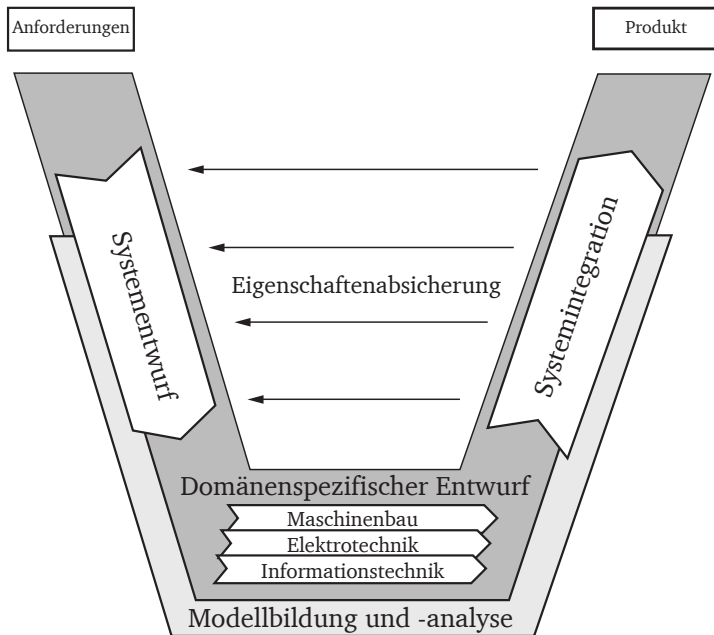 Anforderungen
Produkt
Systementwurf
Systemintegration
Eigenschaftenabsicherung
Domänenspezifischer Entwurf
Maschinenbau
Elektrotechnik
Informationstechnik
Modellbildung und -analyse